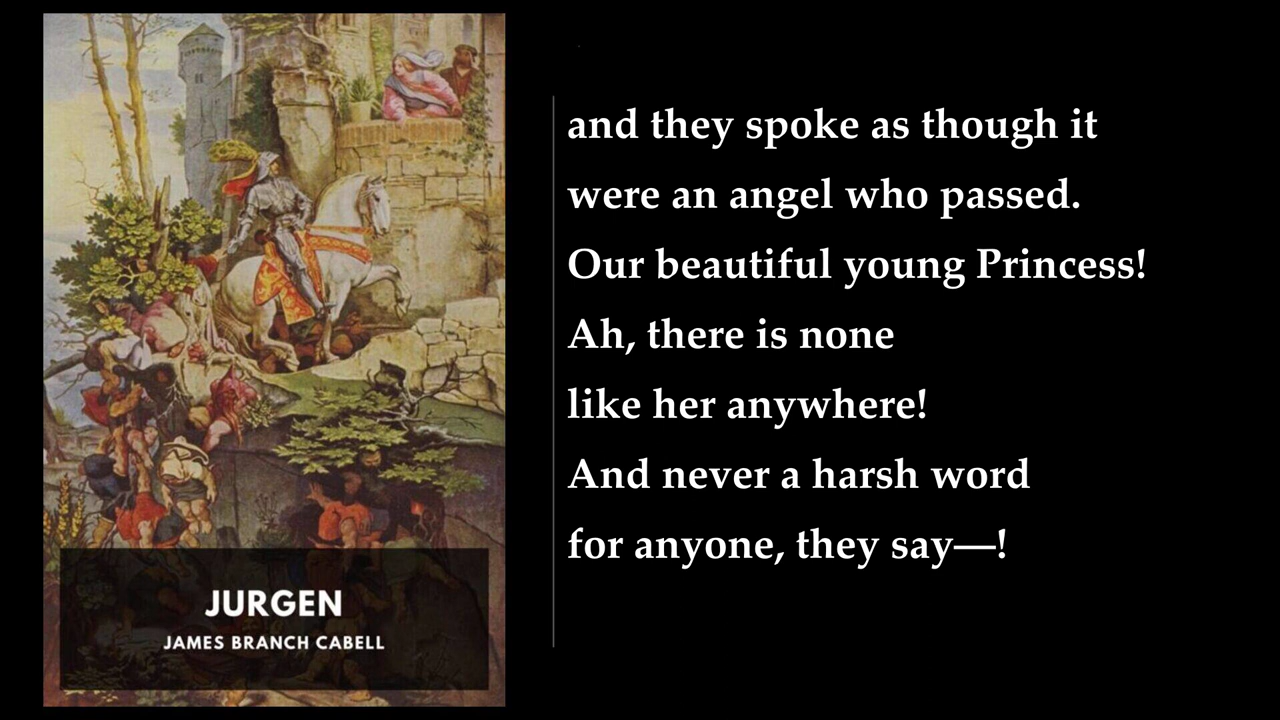 JURGEN
JAMES BRANCH CABELL
and they spoke as though it
were an angel who passed.
Our beautiful young Princess!
Ah, there is none
like her anywhere!
And never a harsh word
for anyone, they say—!